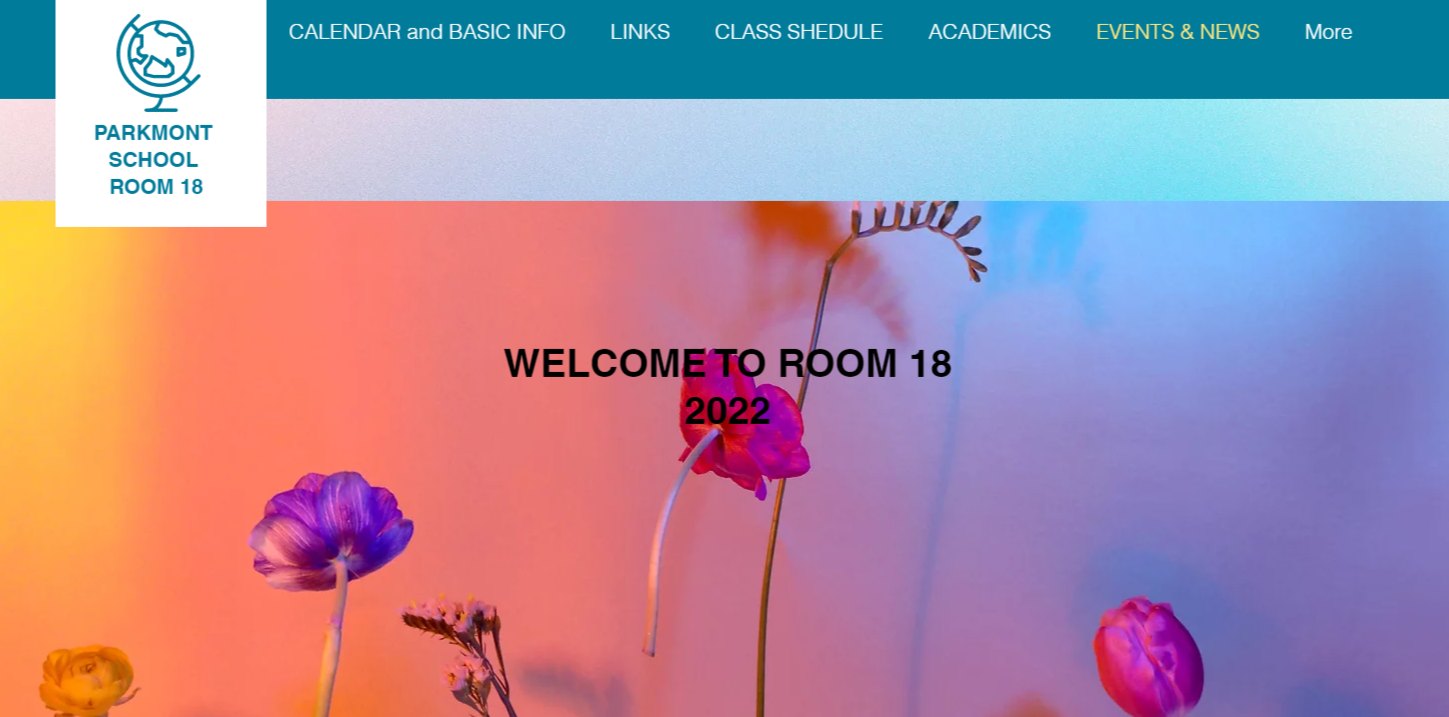 CALENDAR and BASIC INFO
LINKS
CLASS SHEDULE
ACADEMICS
EVENTS & NEWS
More
PARKMONT
SCHOOL
ROOM 18
WELCOME TO ROOM 18
2022